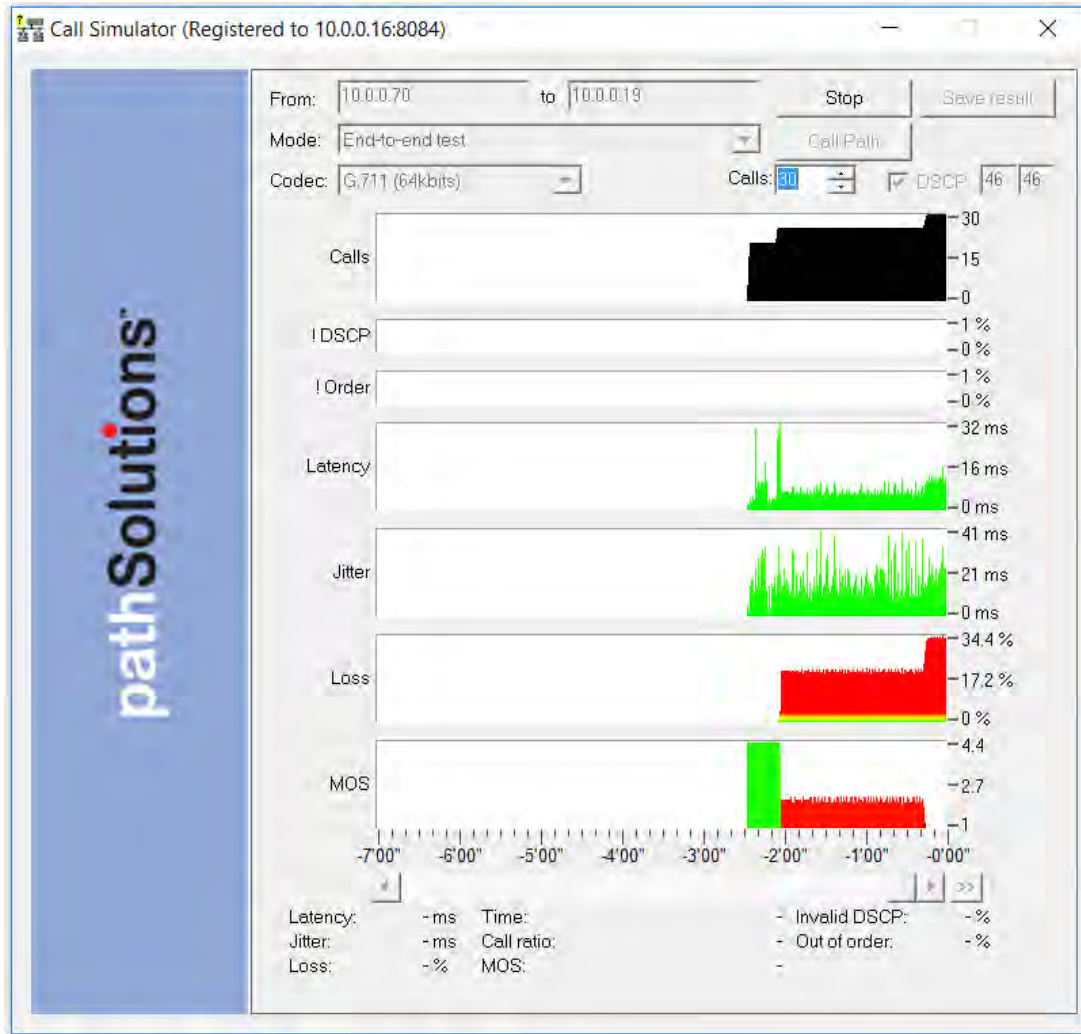 Call Simulator (Registered to 10.0.0.16:8084)
pathSolutions™
From: 10.0.0.70 to 10.0.0.19 Stop Save result
Mode: End-to-end test Call Path
Codec: G.711 (64kbits) Calls: 30 DSCP 46 46
Calls 30
15
0
! DSCP 1 %
0 %
! Order 1 %
0 %
Latency 32 ms
16 ms
0 ms
Jitter 41 ms
21 ms
0 ms
Loss 34.4 %
17.2 %
0 %
MOS 4.4
2.7
1
-7'00" -6'00" -5'00" -4'00" -3'00" -2'00" -1'00" -0'00"
>>
Latency: - ms Time: - Invalid DSCP: - %
Jitter: - ms Call ratio: - Out of order: - %
Loss: - % MOS: -